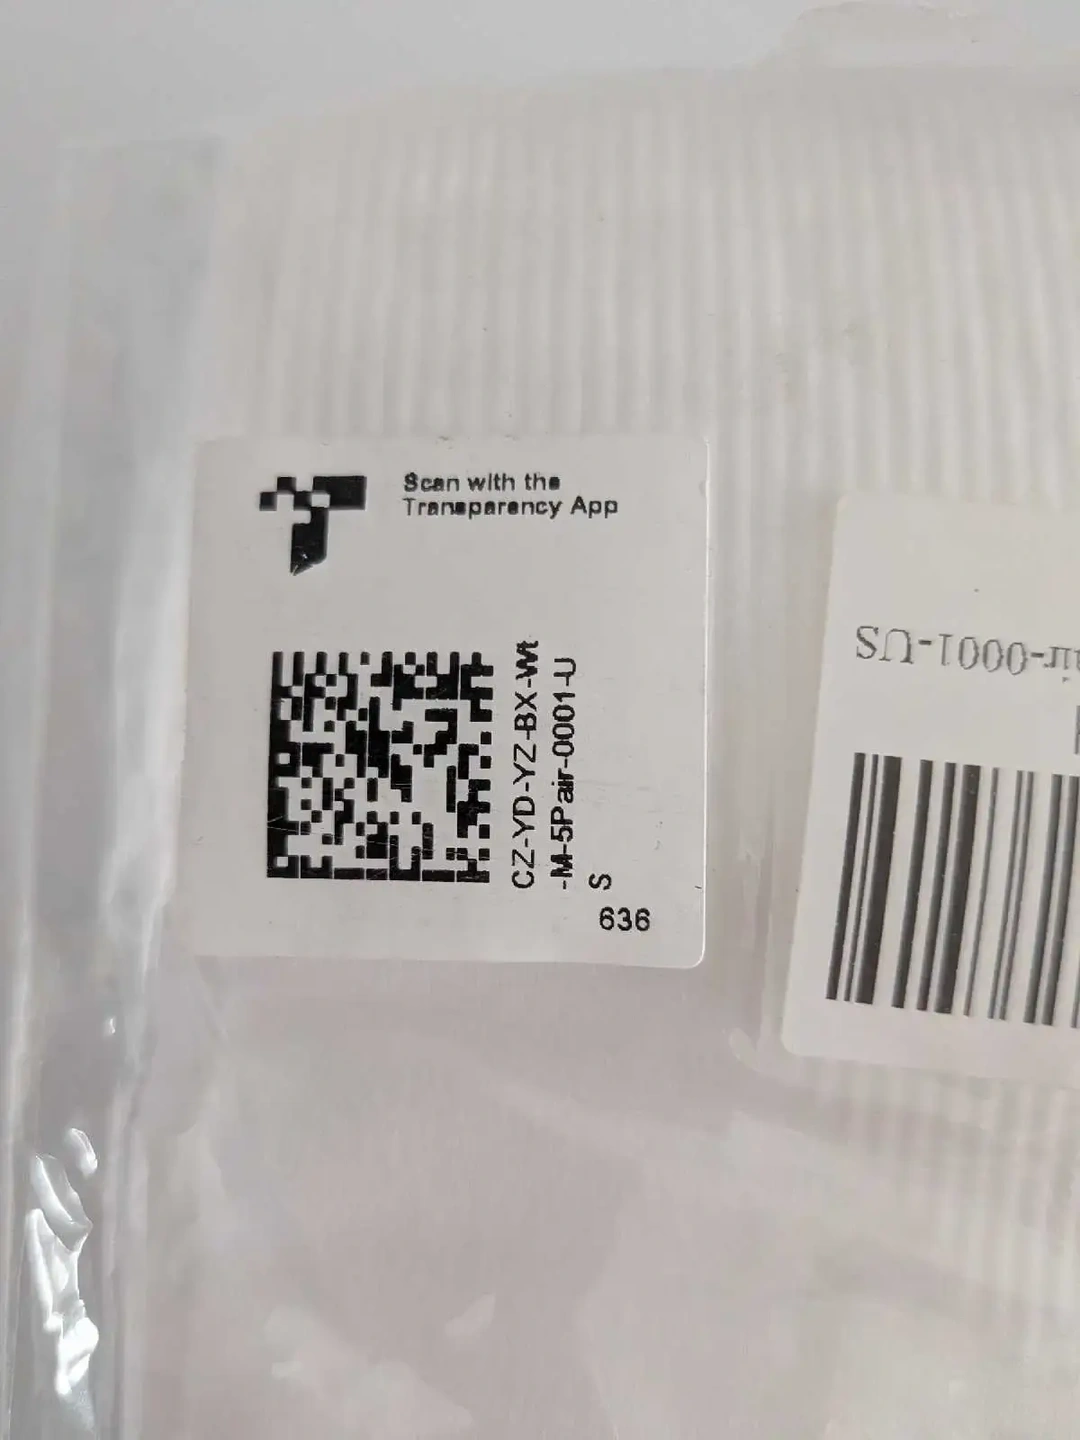 Scan with the
Transparency App
CZ-YD-YZ-BX-Wt
-M-5Pair-0001-U
S
636
ir-0001-US